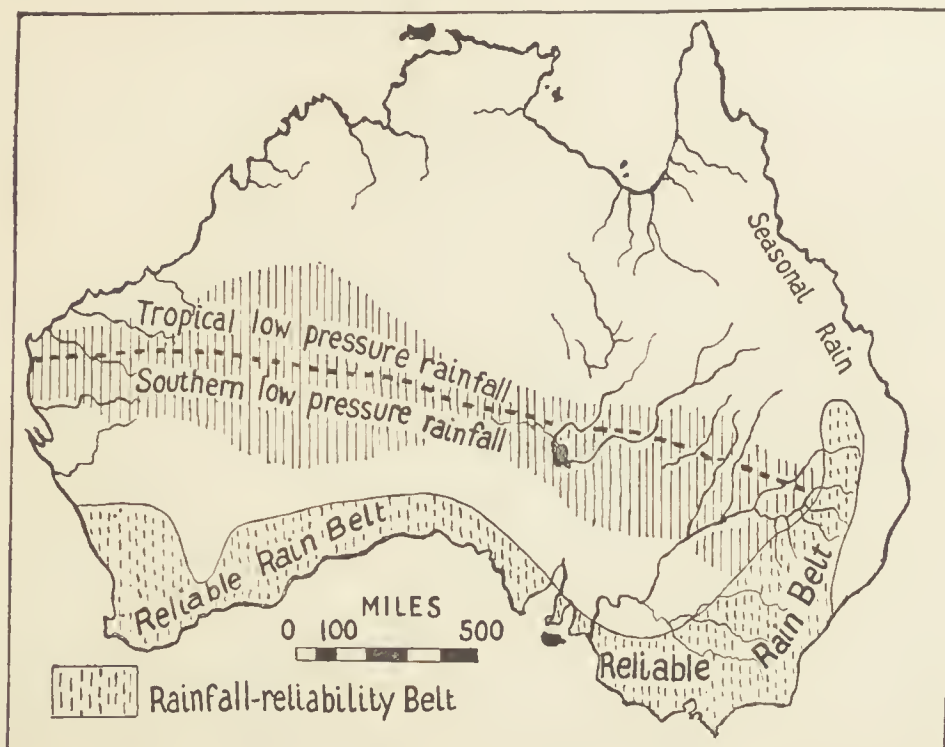 Seasonal Rain
Tropical low pressure rainfall
Southern low pressure rainfall
Reliable Rain Belt
MILES
0 100 500
Reliable Rain Belt
Rainfall-reliability Belt